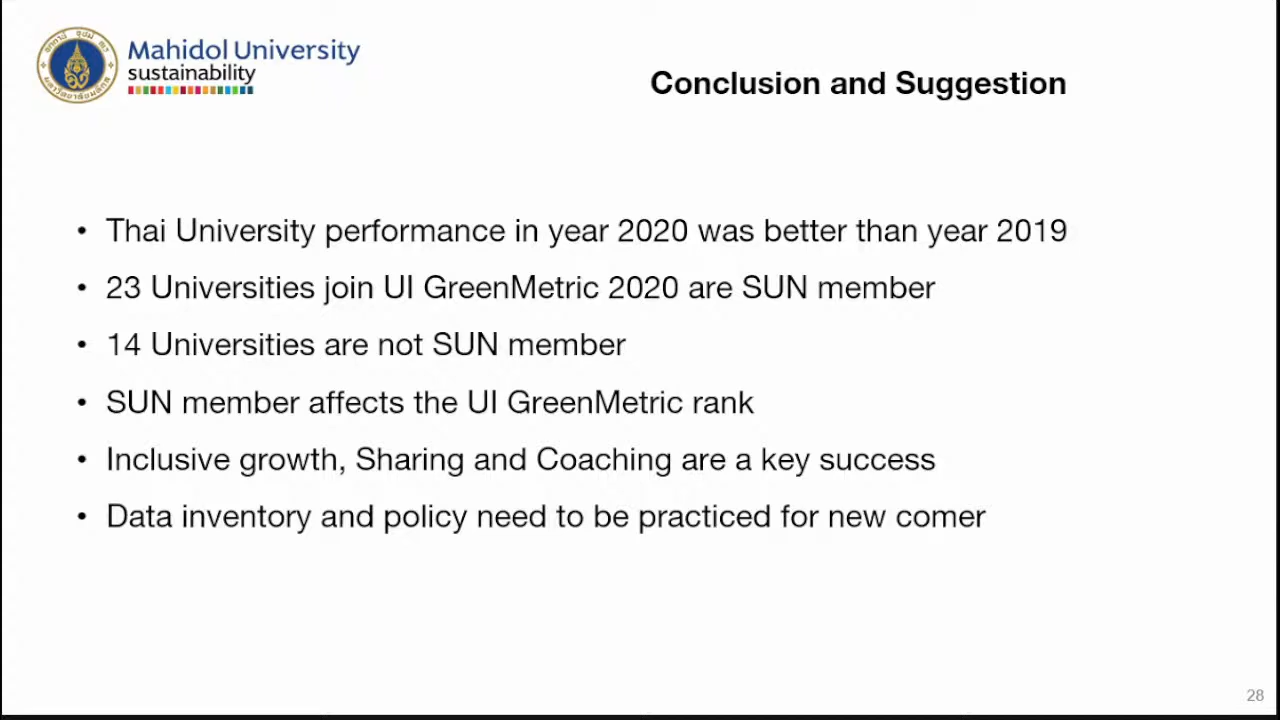 Mahidol University
sustainability
Conclusion and Suggestion
• Thai University performance in year 2020 was better than year 2019
• 23 Universities join UI GreenMetric 2020 are SUN member
• 14 Universities are not SUN member
• SUN member affects the UI GreenMetric rank
• Inclusive growth, Sharing and Coaching are a key success
• Data inventory and policy need to be practiced for new comer
28